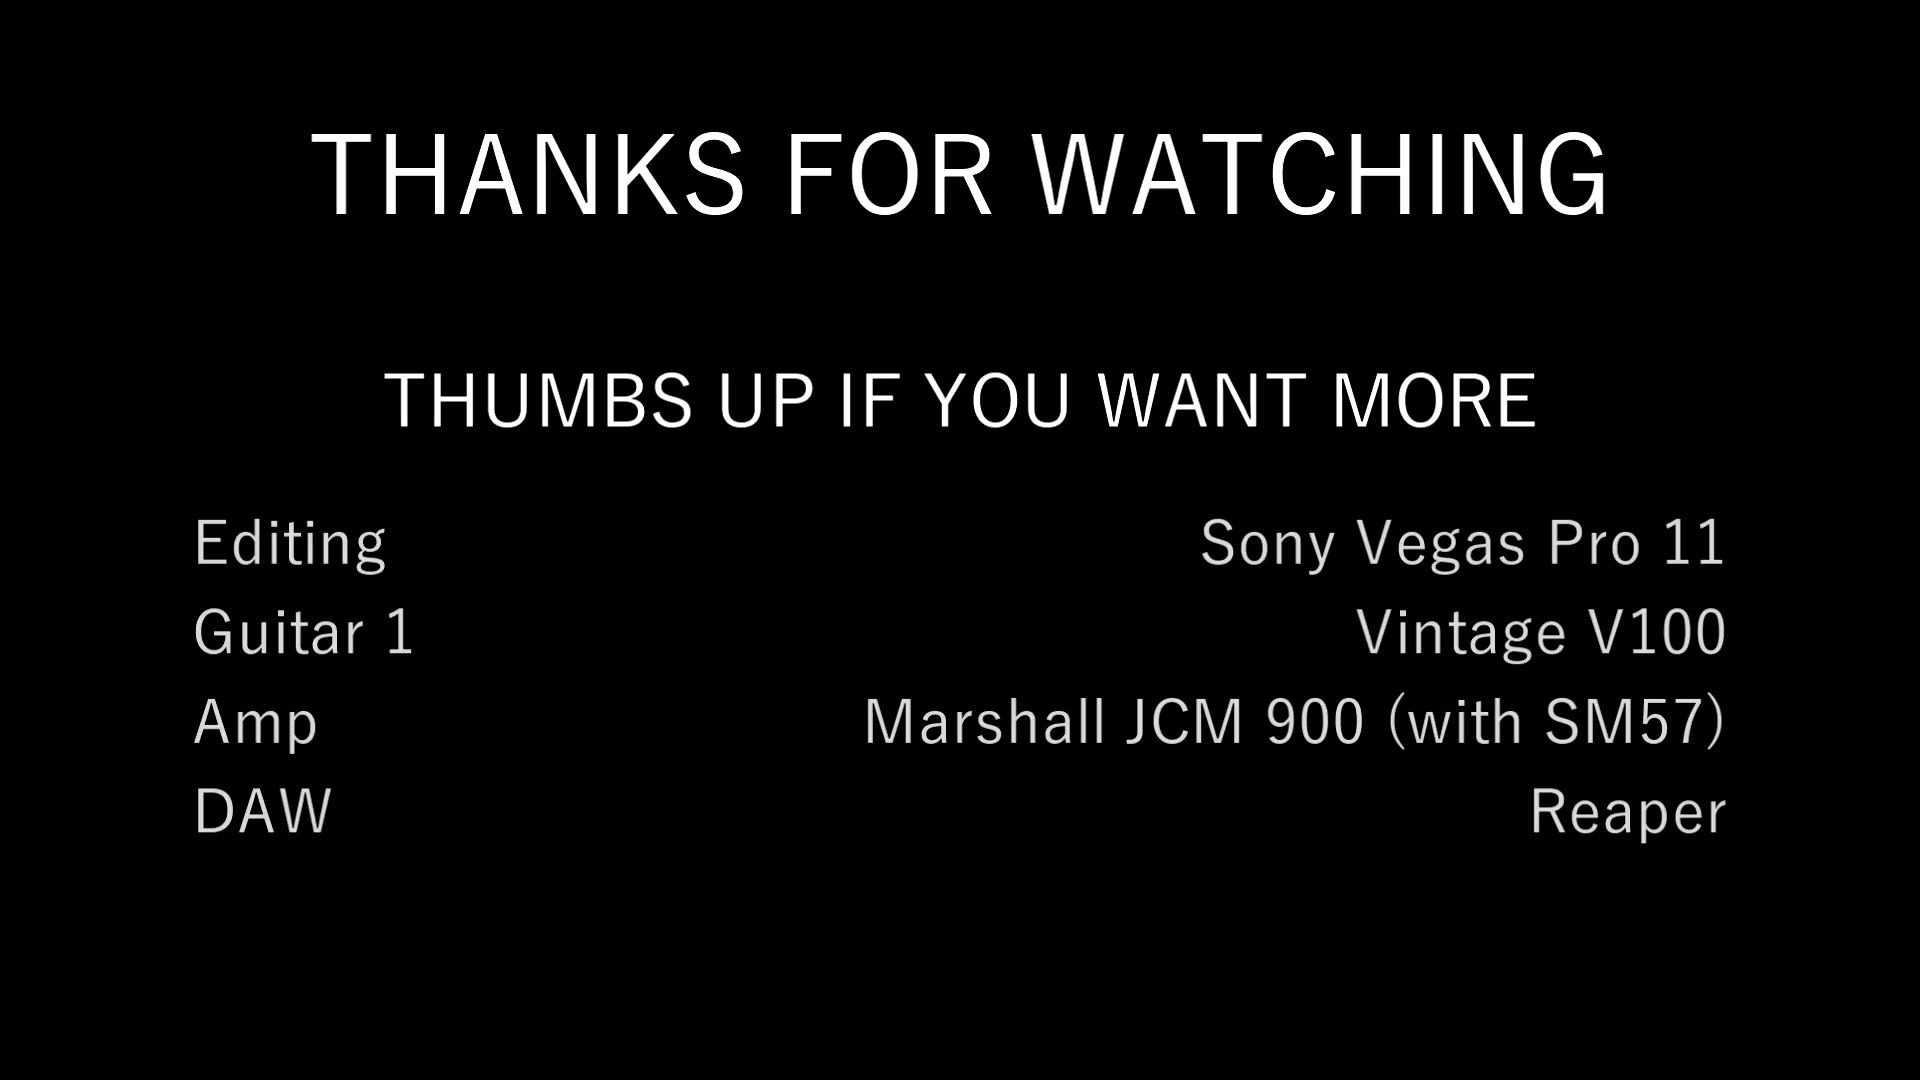 THANKS FOR WATCHING
THUMBS UP IF YOU WANT MORE
Editing Sony Vegas Pro 11
Guitar 1 Vintage V100
Amp Marshall JCM 900 (with SM57)
DAW Reaper